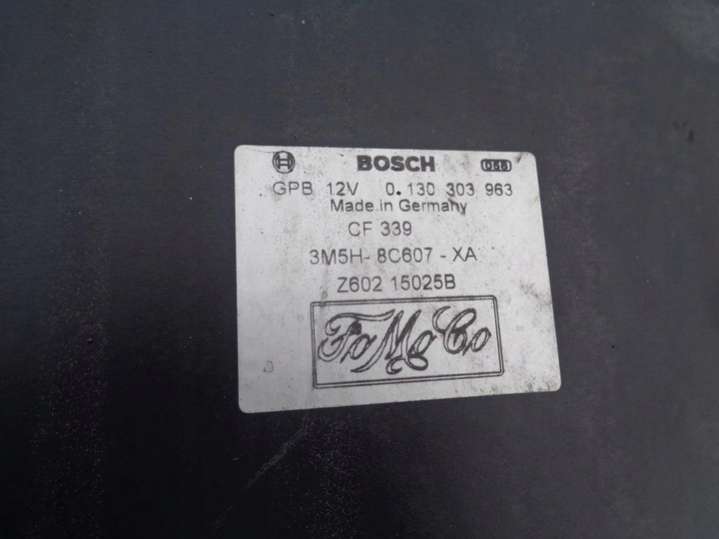 BOSCH
GPB 12V 0.130 303 963
Made in Germany
CF 339
3M5H- 8C607 - XA
Z602 15025B
FoMoCo